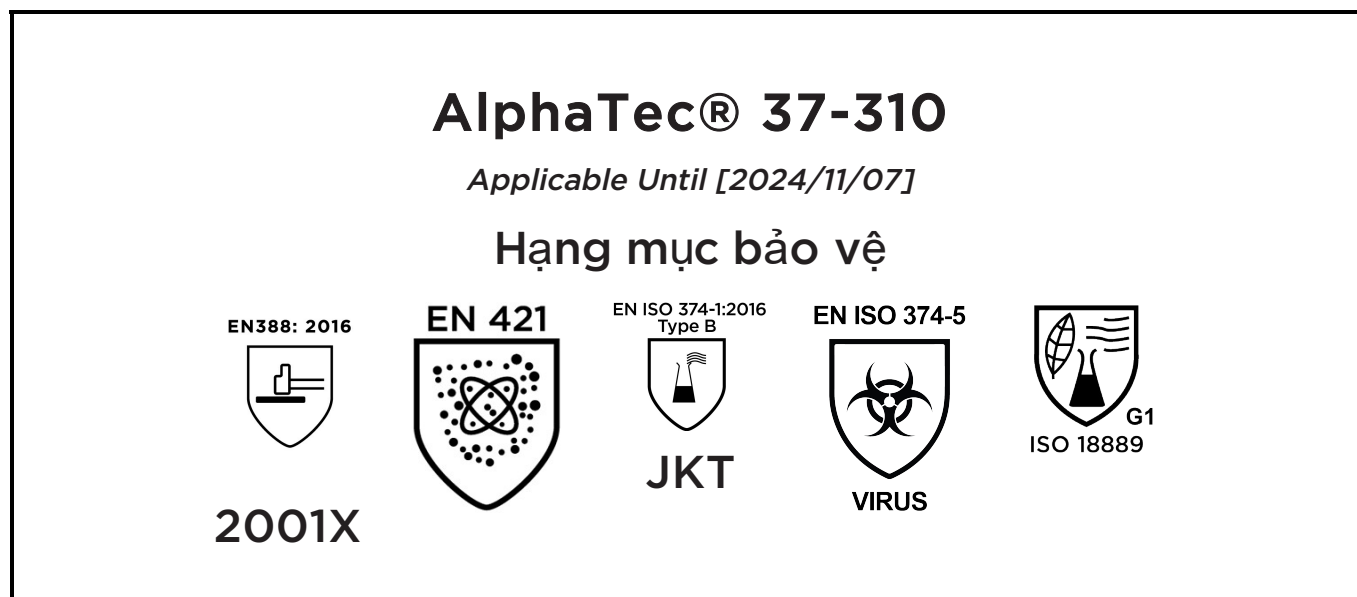 AlphaTec® 37-310
Applicable Until [2024/11/07]
Hạng mục bảo vệ
EN388: 2016
2001X
EN 421
EN ISO 374-1:2016
Type B
JKT
EN ISO 374-5
VIRUS
G1
ISO 18889